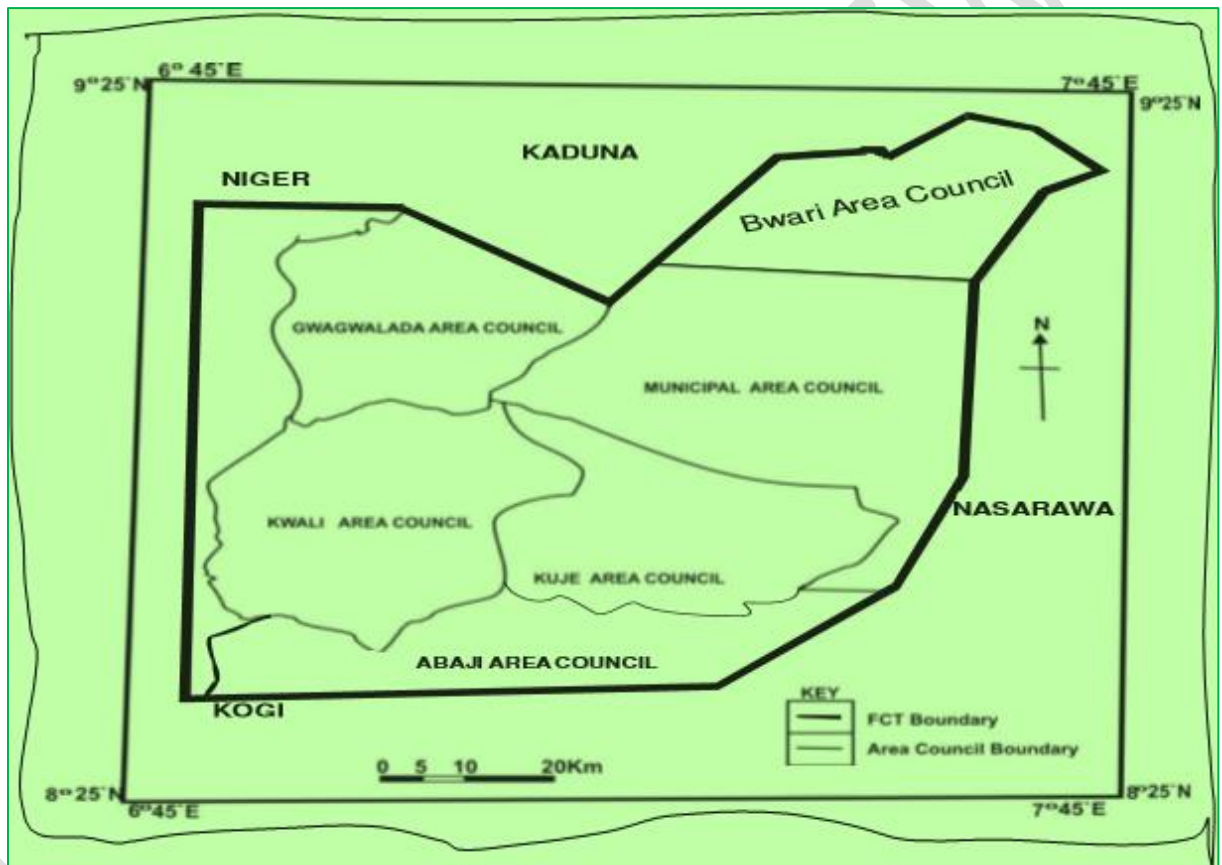 6° 45' E
7° 45' E
9° 25' N
9° 25' N
KADUNA
NIGER
Bwari Area Council
GWAGWALADA AREA COUNCIL
N
MUNICIPAL AREA COUNCIL
NASARAWA
KWALI AREA COUNCIL
KUJE AREA COUNCIL
ABAJI AREA COUNCIL
KOGI
KEY
FCT Boundary
Area Council Boundary
0 5 10 20Km
8° 25' N
8° 25' N
6° 45' E
7° 45' E